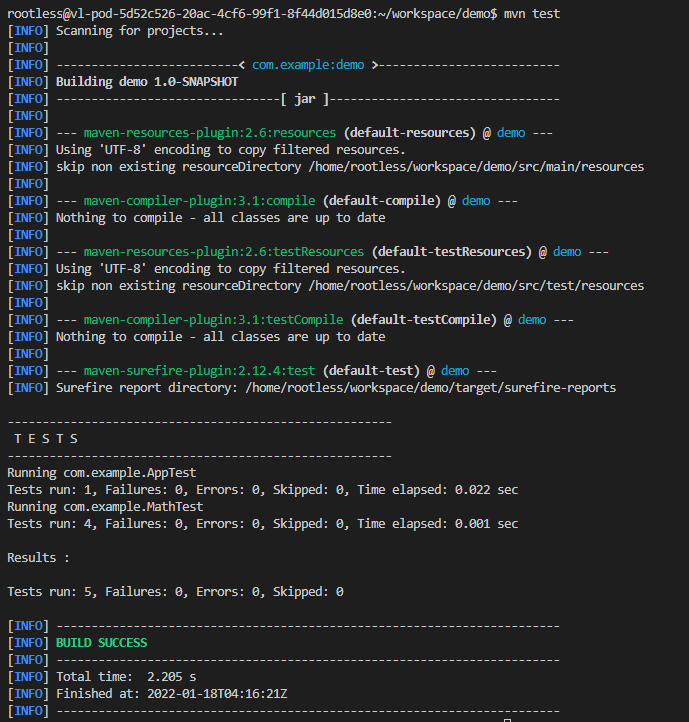 rootless@vl-pod-5d52c526-20ac-4cf6-99f1-8f44d015d8e0:~/workspace/demo$ mvn test
[INFO] Scanning for projects...
[INFO]
[INFO] --------------------------< com.example:demo >--------------------------
[INFO] Building demo 1.0-SNAPSHOT
[INFO] --------------------------------[ jar ]---------------------------------
[INFO]
[INFO] --- maven-resources-plugin:2.6:resources (default-resources) @ demo ---
[INFO] Using 'UTF-8' encoding to copy filtered resources.
[INFO] skip non existing resourceDirectory /home/rootless/workspace/demo/src/main/resources
[INFO]
[INFO] --- maven-compiler-plugin:3.1:compile (default-compile) @ demo ---
[INFO] Nothing to compile - all classes are up to date
[INFO]
[INFO] --- maven-resources-plugin:2.6:testResources (default-testResources) @ demo ---
[INFO] Using 'UTF-8' encoding to copy filtered resources.
[INFO] skip non existing resourceDirectory /home/rootless/workspace/demo/src/test/resources
[INFO]
[INFO] --- maven-compiler-plugin:3.1:testCompile (default-testCompile) @ demo ---
[INFO] Nothing to compile - all classes are up to date
[INFO]
[INFO] --- maven-surefire-plugin:2.12.4:test (default-test) @ demo ---
[INFO] Surefire report directory: /home/rootless/workspace/demo/target/surefire-reports
-------------------------------------------------------
T E S T S
-------------------------------------------------------
Running com.example.AppTest
Tests run: 1, Failures: 0, Errors: 0, Skipped: 0, Time elapsed: 0.022 sec
Running com.example.MathTest
Tests run: 4, Failures: 0, Errors: 0, Skipped: 0, Time elapsed: 0.001 sec
Results :
Tests run: 5, Failures: 0, Errors: 0, Skipped: 0
[INFO] ------------------------------------------------------------------------
[INFO] BUILD SUCCESS
[INFO] ------------------------------------------------------------------------
[INFO] Total time:  2.205 s
[INFO] Finished at: 2022-01-18T04:16:21Z
[INFO] ------------------------------------------------------------------------